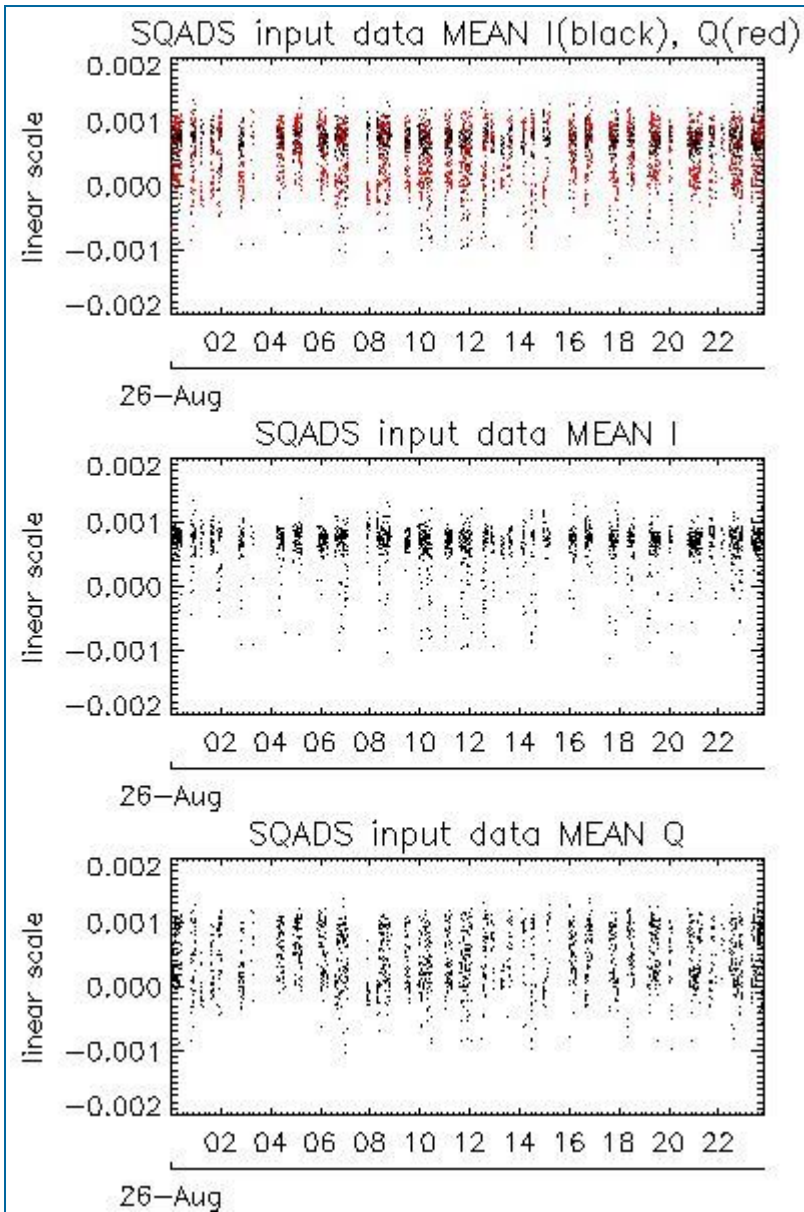 SQADS input data MEAN I(black), Q(red)
linear scale
0.002
0.001
0.000
-0.001
-0.002
02 04 06 08 10 12 14 16 18 20 22
26-Aug
SQADS input data MEAN I
linear scale
0.002
0.001
0.000
-0.001
-0.002
02 04 06 08 10 12 14 16 18 20 22
26-Aug
SQADS input data MEAN Q
linear scale
0.002
0.001
0.000
-0.001
-0.002
02 04 06 08 10 12 14 16 18 20 22
26-Aug